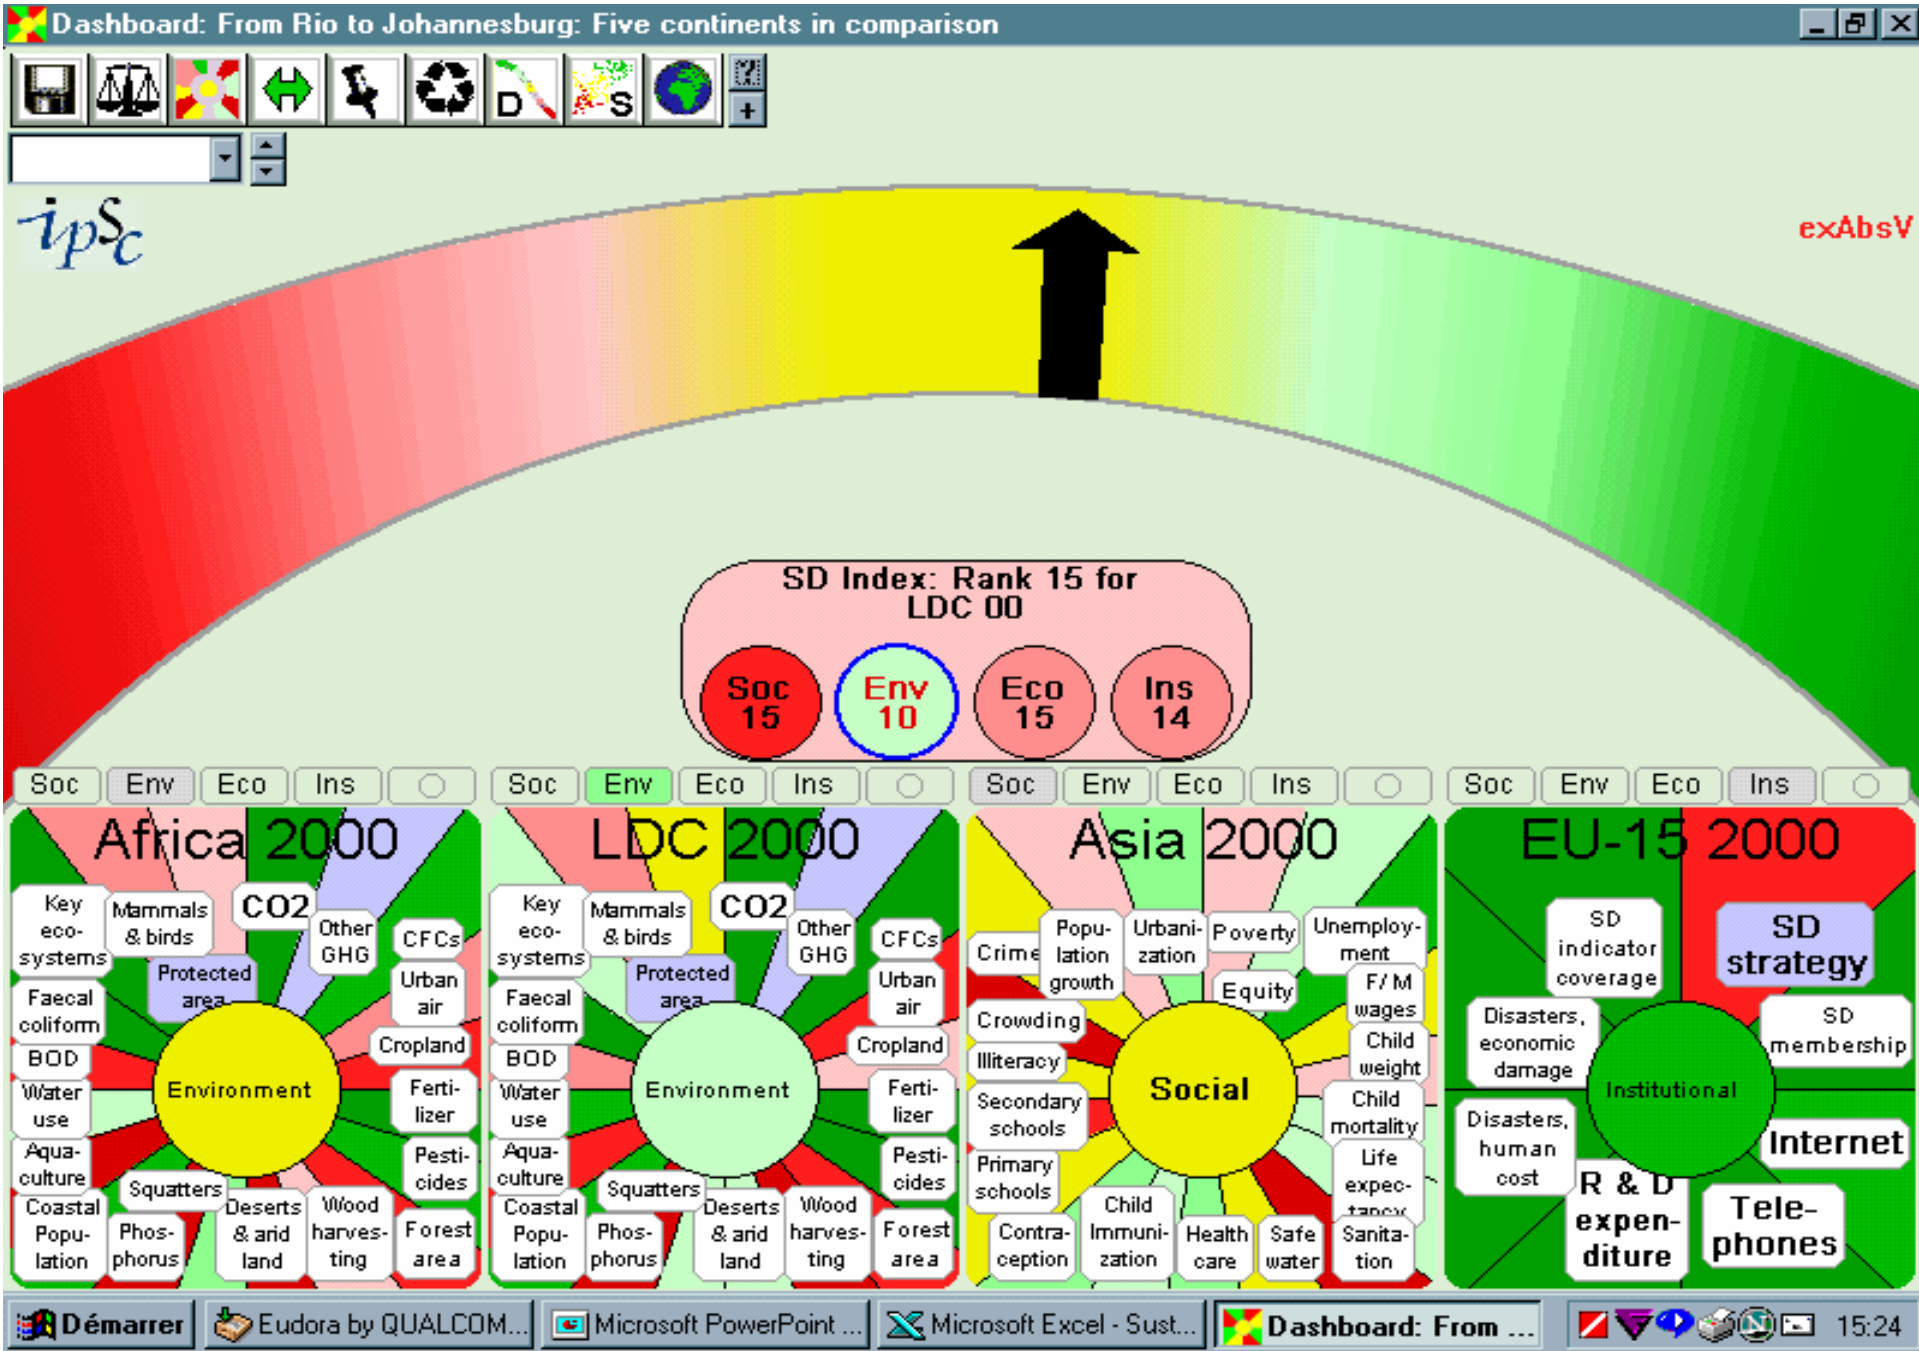 Dashboard: From Rio to Johannesburg: Five continents in comparison
D
A-S
?
+
ipSc
exAbsV
SD Index: Rank 15 for
LDC 00
Soc
15
Env
10
Eco
15
Ins
14
Soc Env Eco Ins
Soc Env Eco Ins
Soc Env Eco Ins
Soc Env Eco Ins
Africa 2000
Key
eco-
systems
Mammals
& birds
CO2
Other
GHG
CFCs
Protected
area
Urban
air
Faecal
coliform
Cropland
BOD
Environment
Water
use
Ferti-
lizer
Aqua-
culture
Pesti-
cides
Squatters
Coastal
Popu-
lation
Phos-
phorus
Deserts
& arid
land
Wood
harves-
ting
Forest
area
LDC 2000
Key
eco-
systems
Mammals
& birds
CO2
Other
GHG
CFCs
Protected
area
Urban
air
Faecal
coliform
Cropland
BOD
Environment
Water
use
Ferti-
lizer
Aqua-
culture
Pesti-
cides
Squatters
Coastal
Popu-
lation
Phos-
phorus
Deserts
& arid
land
Wood
harves-
ting
Forest
area
Asia 2000
Crime
Popu-
lation
growth
Urbani-
zation
Poverty
Unemploy-
ment
Equity
F/M
wages
Crowding
Child
weight
Illiteracy
Social
Secondary
schools
Child
mortality
Primary
schools
Life
expec-
tancy
Contra-
ception
Child
Immuni-
zation
Health
care
Safe
water
Sanita-
tion
EU-15 2000
SD
indicator
coverage
SD
strategy
Disasters,
economic
damage
SD
membership
Institutional
Disasters,
human
cost
Internet
R & D
expen-
diture
Tele-
phones
Démarrer
Eudora by QUALCOM...
Microsoft PowerPoint ...
Microsoft Excel - Sust...
Dashboard: From ...
N
15:24